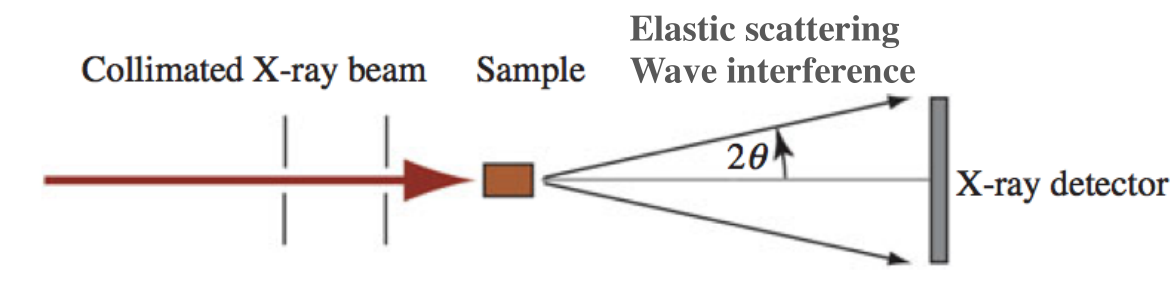 Elastic scattering
Collimated X-ray beam
Sample
Wave interference
2θ
X-ray detector